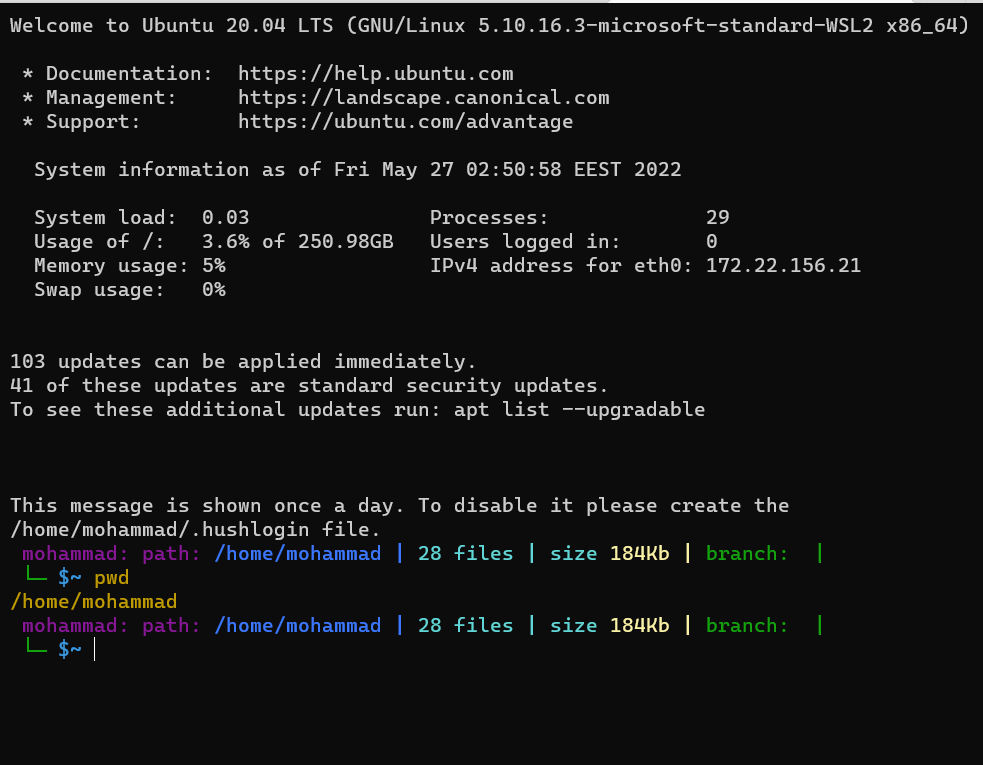 Welcome to Ubuntu 20.04 LTS (GNU/Linux 5.10.16.3-microsoft-standard-WSL2 x86_64)
* Documentation:  https://help.ubuntu.com
* Management:     https://landscape.canonical.com
* Support:        https://ubuntu.com/advantage
System information as of Fri May 27 02:50:58 EEST 2022
System load:  0.03               Processes:             29
Usage of /:   3.6% of 250.98GB   Users logged in:       0
Memory usage: 5%                 IPv4 address for eth0: 172.22.156.21
Swap usage:   0%
103 updates can be applied immediately.
41 of these updates are standard security updates.
To see these additional updates run: apt list --upgradable
This message is shown once a day. To disable it please create the
/home/mohammad/.hushlogin file.
mohammad: path: /home/mohammad | 28 files | size 184Kb | branch:  |
└─ $~ pwd
/home/mohammad
mohammad: path: /home/mohammad | 28 files | size 184Kb | branch:  |
└─ $~